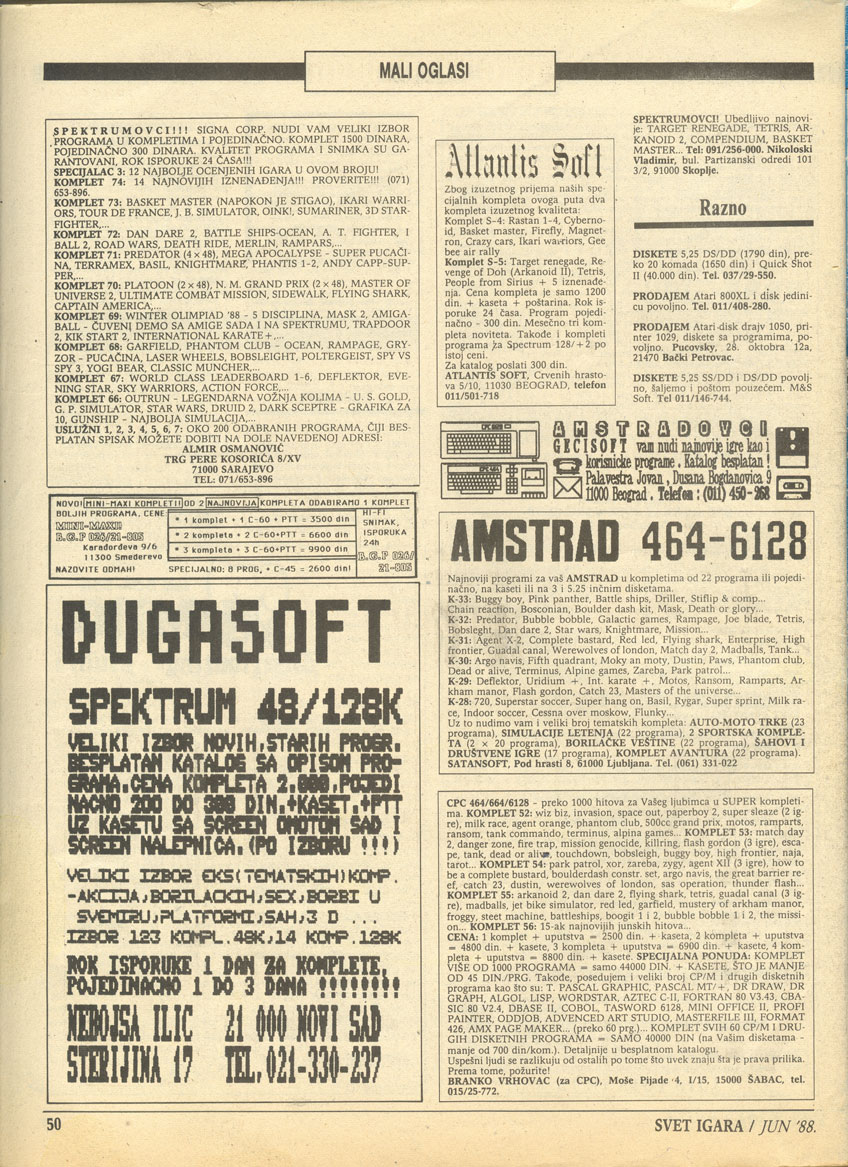 MALI OGLASI
SPEKTRUMOVCI!!! SIGNA CORP. NUDI VAM VELIKI IZBOR
PROGRAMA U KOMPLETIMA I POJEDINAČNO. KOMPLET 1500 DINARA,
POJEDINAČNO 300 DINARA. KVALITET PROGRAMA I SNIMKA SU GA-
RANTOVANI, ROK ISPORUKE 24 ČASA!!!
SPECIJALAC 3: 12 NAJBOLJE OCENJENIH IGARA U OVOM BROJU!
KOMPLET 74: 14 NAJNOVIJIH IZNENAĐENJA!!! PROVERITE!!! (071)
653-896.
KOMPLET 73: BASKET MASTER (NAPOKON JE STIGAO), IKARI WARRI-
ORS, TOUR DE FRANCE, J. B. SIMULATOR, OINK!, SUMARINER, 3D STAR-
FIGHTER,...
KOMPLET 72: DAN DARE 2, BATTLE SHIPS-OCEAN, A. T. FIGHTER, I
BALL 2, ROAD WARS, DEATH RIDE, MERLIN, RAMPARS,...
KOMPLET 71: PREDATOR (4 × 48), MEGA APOCALYPSE - SUPER PUCAČI-
NA, TERRAMEX, BASIL, KNIGHTMARE, PHANTIS 1-2, ANDY CAPP-SUP-
PER,...
KOMPLET 70: PLATOON (2 × 48), N. M. GRAND PRIX (2 × 48), MASTER OF
UNIVERSE 2, ULTIMATE COMBAT MISSION, SIDEWALK, FLYING SHARK,
CAPTAIN AMERICA,...
KOMPLET 69: WINTER OLIMPIAD '88 - 5 DISCIPLINA, MASK 2, AMIGA-
BALL - ČUVENI DEMO SA AMIGE SADA I NA SPEKTRUMU, TRAPDOOR
2, KIK START 2, INTERNATIONAL KARATE+,...
KOMPLET 68: GARFIELD, PHANTOM CLUB - OCEAN, RAMPAGE, GRY-
ZOR - PUCAČINA, LASER WHEELS, BOBSLEIGHT, POLTERGEIST, SPY VS
SPY 3, YOGI BEAR, CLASSIC MUNCHER,...
KOMPLET 67: WORLD CLASS LEADERBOARD 1-6, DEFLEKTOR, EVE-
NING STAR, SKY WARRIORS, ACTION FORCE,...
KOMPLET 66: OUTRUN - LEGENDARNA VOŽNJA KOLIMA - U. S. GOLD,
G. P. SIMULATOR, STAR WARS, DRUID 2, DARK SCEPTRE - GRAFIKA ZA
10, GUNSHIP - NAJBOLJA SIMULACIJA,...
USLUŽNI 1, 2, 3, 4, 5, 6, 7: OKO 200 ODABRANIH PROGRAMA, ČIJI BES-
PLATAN SPISAK MOŽETE DOBITI NA DOLE NAVEDENOJ ADRESI:
ALMIR OSMANOVIĆ
TRG PERE KOSORIĆA 8/XV
71000 SARAJEVO
TEL: 071/653-896
NOVO! MINI-MAXI KOMPLETI! OD 2 NAJNOVIJA KOMPLETA ODABIRAMO 1 KOMPLET
BOLJIH PROGRAMA, CENE:
MINI-MAXI!
B.G.P 026/21-805
Karađorđeva 9/6
11300 Smederevo
NAZOVITE ODMAH!
* 1 komplet + 1 C-60 + PTT = 3500 din
* 2 kompleta + 2 C-60+PTT = 6600 din
* 3 kompleta + 3 C-60+PTT = 9900 din
SPECIJALNO: 8 PROG. + C-45 = 2600 din!
HI-FI
SNIMAK,
ISPORUKA
24h
B.G.P 026/
21-805
DUGASOFT
SPEKTRUM 48/128K
VELIKI IZBOR NOVIH,STARIH PROGR.
BESPLATAN KATALOG SA OPISOM PRO-
GRAMA.CENA KOMPLETA 2.000,POJEDI
NACNO 200 DO 300 DIN.+KASET.+PTT
UZ KASETU SA SCREEN OMOTOM SAD I
SCREEN NALEPNICA.(PO IZBORU !!!)
VELIKI IZBOR EKS(TEMATSKIH)KOMP.
-AKCIJA,BORILACKIH,SEX,BORBI U
SVEMIRU,PLATFORMI,SAH,3 D ...
IZBOR 123 KOMPL.48K,14 KOMP.128K
ROK ISPORUKE 1 DAN ZA KOMPLETE,
POJEDINACNO 1 DO 3 DANA !!!!!!!!
NEBOJSA ILIC 21 000 NOVI SAD
STERIJINA 17 TEL.021-330-237
Atlantis Soft
Zbog izuzetnog prijema naših spe-
cijalnih kompleta ovoga puta dva
kompleta izuzetnog kvaliteta:
Komplet S-4: Rastan 1-4, Cyberno-
id, Basket master, Firefly, Magnet-
ron, Crazy cars, Ikari warriors, Gee
bee air rally
Komplet S-5: Target renegade, Re-
venge of Doh (Arkanoid II), Tetris,
People from Sirius + 5 iznenađe-
nja. Cena kompleta je samo 1200
din. + kaseta + poštarina. Rok is-
poruke 24 časa. Program pojedi-
načno - 300 din. Mesečno tri kom-
pleta noviteta. Takođe i kompleti
programa za Spectrum 128/+2 po
istoj ceni.
Za katalog poslati 300 din.
ATLANTIS SOFT, Crvenih hrasto-
va 5/10, 11030 BEOGRAD, telefon
011/501-718
SPEKTRUMOVCI! Ubedljivo najnovi-
je: TARGET RENEGADE, TETRIS, AR-
KANOID 2, COMPENDIUM, BASKET
MASTER... Tel: 091/256-000. Nikoloski
Vladimir, bul. Partizanski odredi 101
3/2, 91000 Skoplje.
Razno
DISKETE 5,25 DS/DD (1790 din), pre-
ko 20 komada (1650 din) i Quick Shot
II (40.000 din). Tel. 037/29-550.
PRODAJEM Atari 800XL i disk jedini-
cu povoljno. Tel. 011/408-280.
PRODAJEM Atari-disk drajv 1050, pri-
nter 1029, diskete sa programima, po-
voljno. Pucovsky, 28. oktobra 12a,
21470 Bački Petrovac.
DISKETE 5,25 SS/DD i DS/DD povolj-
no, šaljemo i poštom pouzećem. M&S
Soft. Tel 011/146-744.
AMSTRADOVCI
GECISOFT vam nudi najnovije igre kao i
korisnicke programe. Katalog besplatan !
Palavestra Jovan, Dusana Bogdanovica 9
11000 Beograd. Telefon: (011) 450-268
AMSTRAD 464-6128
Najnoviji programi za vaš AMSTRAD u kompletima od 22 programa ili pojedi-
načno, na kaseti ili na 3 i 5.25 inčnim disketama.
K-33: Buggy boy, Pink panther, Battle ships, Driller, Stiflip & comp...
Chain reaction, Bosconian, Boulder dash kit, Mask, Death or glory...
K-32: Predator, Bubble bobble, Galactic games, Rampage, Joe blade, Tetris,
Bobsleght, Dan dare 2, Star wars, Knightmare, Mission...
K-31: Agent X-2, Complete bastard, Red led, Flying shark, Enterprise, High
frontier, Guadal canal, Werewolves of london, Match day 2, Madballs, Tank...
K-30: Argo navis, Fifth quadrant, Moky an moty, Dustin, Paws, Phantom club,
Dead or alive, Terminus, Alpine games, Zareba, Park patrol...
K-29: Deflektor, Uridium +, Int. karate +, Motos, Ransom, Ramparts, Ar-
kham manor, Flash gordon, Catch 23, Masters of the universe...
K-28: 720, Superstar soccer, Super hang on, Basil, Rygar, Super sprint, Milk ra-
ce, Indoor soccer, Cessna over moskow, Flunky...
Uz to nudimo vam i veliki broj tematskih kompleta: AUTO-MOTO TRKE (23
programa), SIMULACIJE LETENJA (22 programa), 2 SPORTSKA KOMPLE-
TA (2 × 20 programa), BORILAČKE VEŠTINE (22 programa), ŠAHOVI I
DRUŠTVENE IGRE (17 programa), KOMPLET AVANTURA (22 programa).
SATANSOFT, Pod hrasti 8, 61000 Ljubljana. Tel. (061) 331-022
CPC 464/664/6128 - preko 1000 hitova za Vašeg ljubimca u SUPER kompleti-
ma. KOMPLET 52: wiz biz, invasion, space out, paperboy 2, super sleaze (2 ig-
re), milk race, agent orange, phantom club, 500cc grand prix, motos, ramparts,
ransom, tank commando, terminus, alpina games... KOMPLET 53: match day
2, danger zone, fire trap, mission genocide, killring, flash gordon (3 igre), esca-
pe, tank, dead or alive, touchdown, bobsleigh, buggy boy, high frontier, naja,
tarot... KOMPLET 54: park patrol, xor, zareba, zygy, agent XII (3 igre), how to
be a complete bastard, boulderdash constr. set, argo navis, the great barrier re-
ef, catch 23, dustin, werewolves of london, sas operation, thunder flash...
KOMPLET 55: arkanoid 2, dan dare 2, flying shark, tetris, guadal canal (3 ig-
re), madballs, jet bike simulator, red led, garfield, mustery of arkham manor,
froggy, steet machine, battleships, boogit 1 i 2, bubble bobble 1 i 2, the missi-
on... KOMPLET 56: 15-ak najnovijih junskih hitova...
CENA: 1 komplet + uputstva = 2500 din. + kaseta, 2 kompleta + uputstva
= 4800 din. + kasete, 3 kompleta + uputstva = 6900 din. + kasete, 4 kom-
pleta + uputstva = 8800 din. + kasete. SPECIJALNA PONUDA: KOMPLET
VIŠE OD 1000 PROGRAMA = samo 44000 DIN. + KASETE, ŠTO JE MANJE
OD 45 DIN./PRG. Takođe, posedujem i veliki broj CP/M i drugih disketnih
programa kao što su: T. PASCAL GRAPHIC, PASCAL MT/+, DR DRAW, DR
GRAPH, ALGOL, LISP, WORDSTAR, AZTEC C-II, FORTRAN 80 V3.43, CBA-
SIC 80 V2.4, DBASE II, COBOL, TASWORD 6128, MINI OFFICE II, PROFI
PAINTER, ODDJOB, ADVENCED ART STUDIO, MASTERFILE III, FORMAT
426, AMX PAGE MAKER... (preko 60 prg.)... KOMPLET SVIH 60 CP/M I DRU-
GIH DISKETNIH PROGRAMA = SAMO 40000 DIN (na Vašim disketama -
manje od 700 din/kom.). Detaljnije u besplatnom katalogu.
Uspešni ljudi se razlikuju od ostalih po tome što uvek znaju šta je prava prilika.
Prema tome, požurite!
BRANKO VRHOVAC (za CPC), Moše Pijade 4, I/15, 15000 ŠABAC, tel.
015/25-772.
50
SVET IGARA / JUN '88.